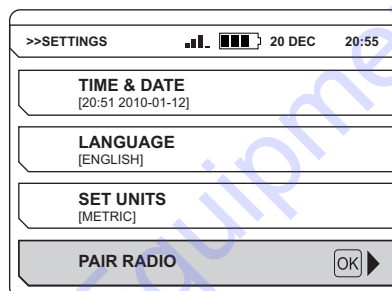 >>SETTINGS 20 DEC 20:55
TIME & DATE
[20:51 2010-01-12]
LANGUAGE
[ENGLISH]
SET UNITS
[METRIC]
PAIR RADIO OK